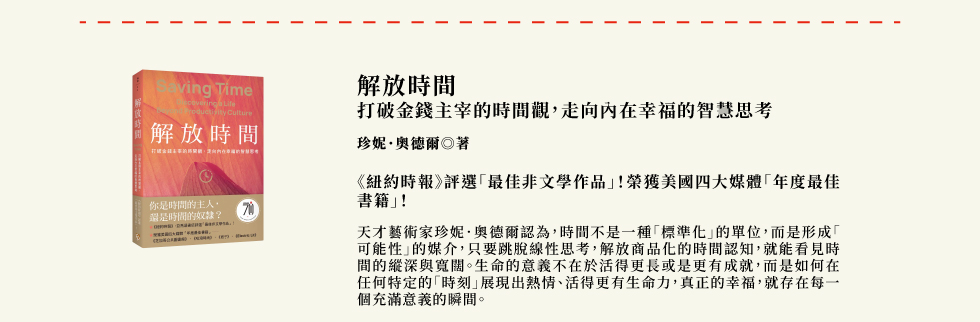 Saving Time
解放時間
解放時間
打破金錢主宰的時間觀，走向內在幸福的智慧思考
你是時間的主人，
還是時間的奴隸？
解放時間
打破金錢主宰的時間觀，走向內在幸福的智慧思考
珍妮·奧德爾◎著
《紐約時報》評選「最佳非文學作品」！榮獲美國四大媒體「年度最佳
書籍」！
天才藝術家珍妮·奧德爾認為，時間不是一種「標準化」的單位，而是形成「
可能性」的媒介，只要跳脫線性思考，解放商品化的時間認知，就能看見時
間的縱深與寬闊。生命的意義不在於活得更長或是更有成就，而是如何在
任何特定的「時刻」展現出熱情、活得更有生命力，真正的幸福，就存在每一
個充滿意義的瞬間。